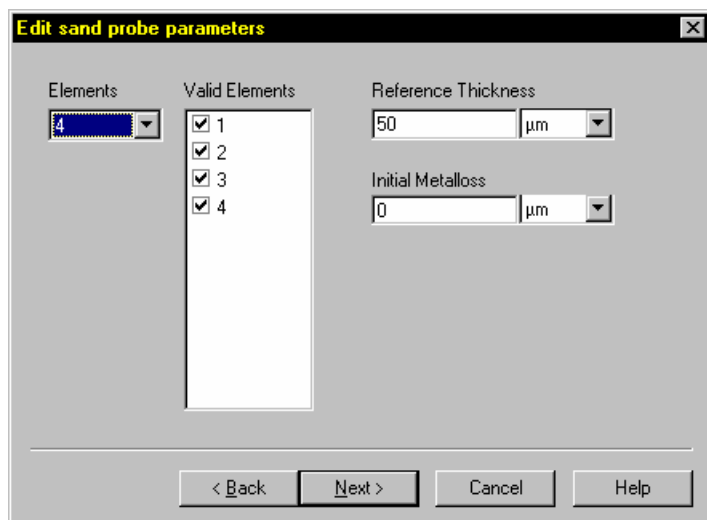 Edit sand probe parameters
Elements
4
Valid Elements
1
2
3
4
Reference Thickness
50 µm
Initial Metalloss
0 µm
< Back Next > Cancel Help